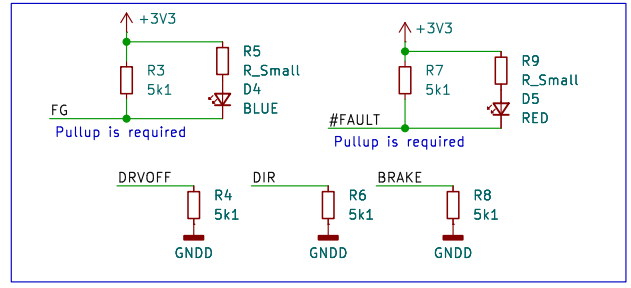 +3V3
R3
5k1
R5
R_Small
D4
BLUE
FG
Pullup is required
+3V3
R7
5k1
R9
R_Small
D5
RED
#FAULT
Pullup is required
DRVOFF
R4
5k1
GNDD
DIR
R6
5k1
GNDD
BRAKE
R8
5k1
GNDD